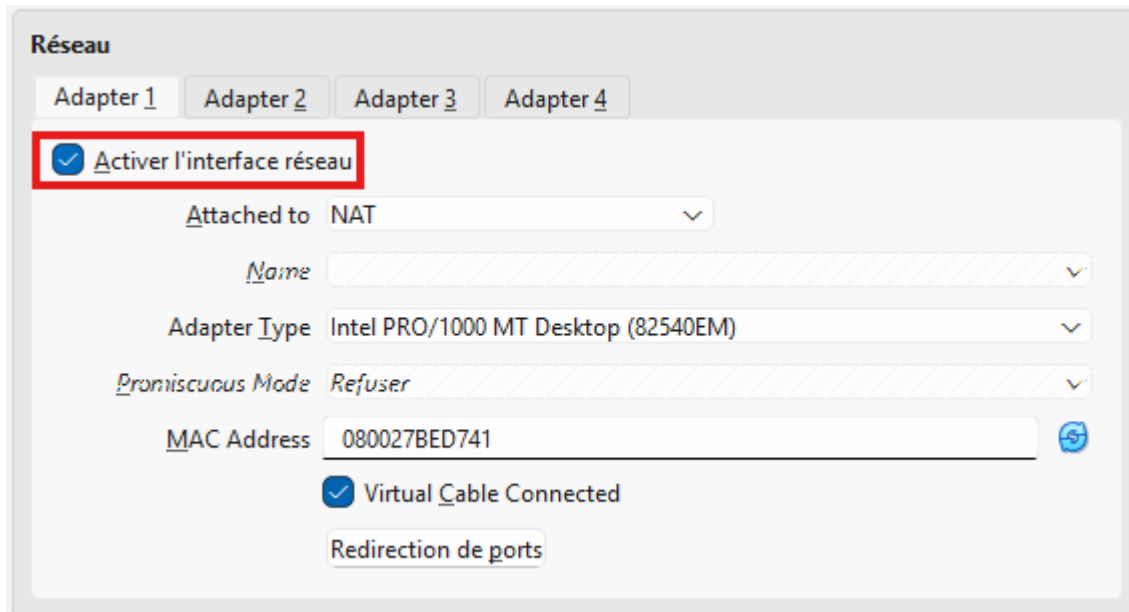 Réseau
Adapter 1 Adapter 2 Adapter 3 Adapter 4
Activer l'interface réseau
Attached to NAT
Name
Adapter Type Intel PRO/1000 MT Desktop (82540EM)
Promiscuous Mode Refuser
MAC Address 080027BED741
Virtual Cable Connected
Redirection de ports